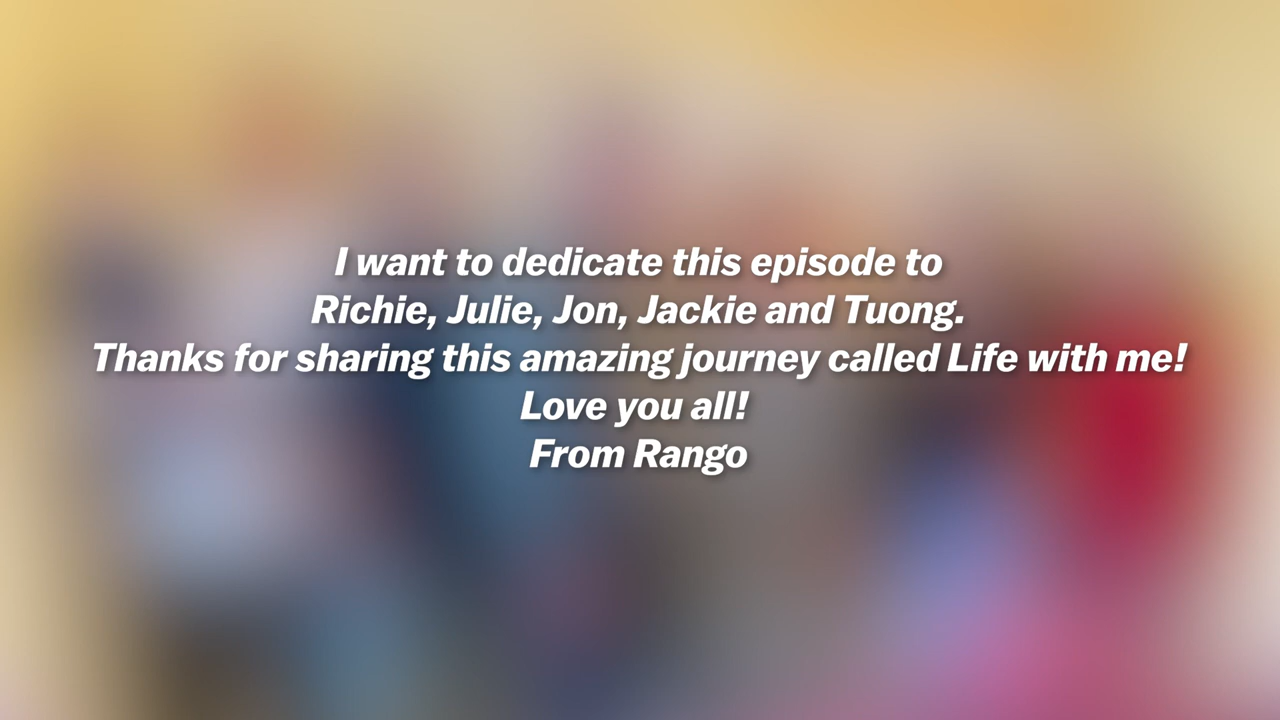 I want to dedicate this episode to
Richie, Julie, Jon, Jackie and Tuong.
Thanks for sharing this amazing journey called Life with me!
Love you all!
From Rango